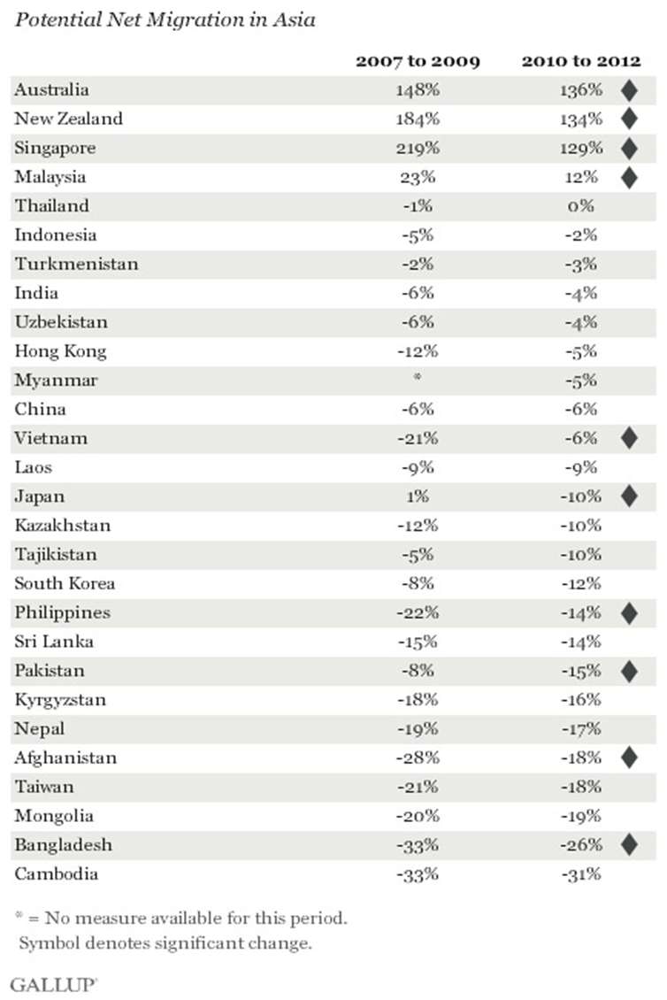 Potential Net Migration in Asia
2007 to 2009 2010 to 2012
Australia 148% 136% ◆
New Zealand 184% 134% ◆
Singapore 219% 129% ◆
Malaysia 23% 12% ◆
Thailand -1% 0%
Indonesia -5% -2%
Turkmenistan -2% -3%
India -6% -4%
Uzbekistan -6% -4%
Hong Kong -12% -5%
Myanmar * -5%
China -6% -6%
Vietnam -21% -6% ◆
Laos -9% -9%
Japan 1% -10% ◆
Kazakhstan -12% -10%
Tajikistan -5% -10%
South Korea -8% -12%
Philippines -22% -14% ◆
Sri Lanka -15% -14%
Pakistan -8% -15% ◆
Kyrgyzstan -18% -16%
Nepal -19% -17%
Afghanistan -28% -18% ◆
Taiwan -21% -18%
Mongolia -20% -19%
Bangladesh -33% -26% ◆
Cambodia -33% -31%
* = No measure available for this period.
Symbol denotes significant change.
GALLUP®